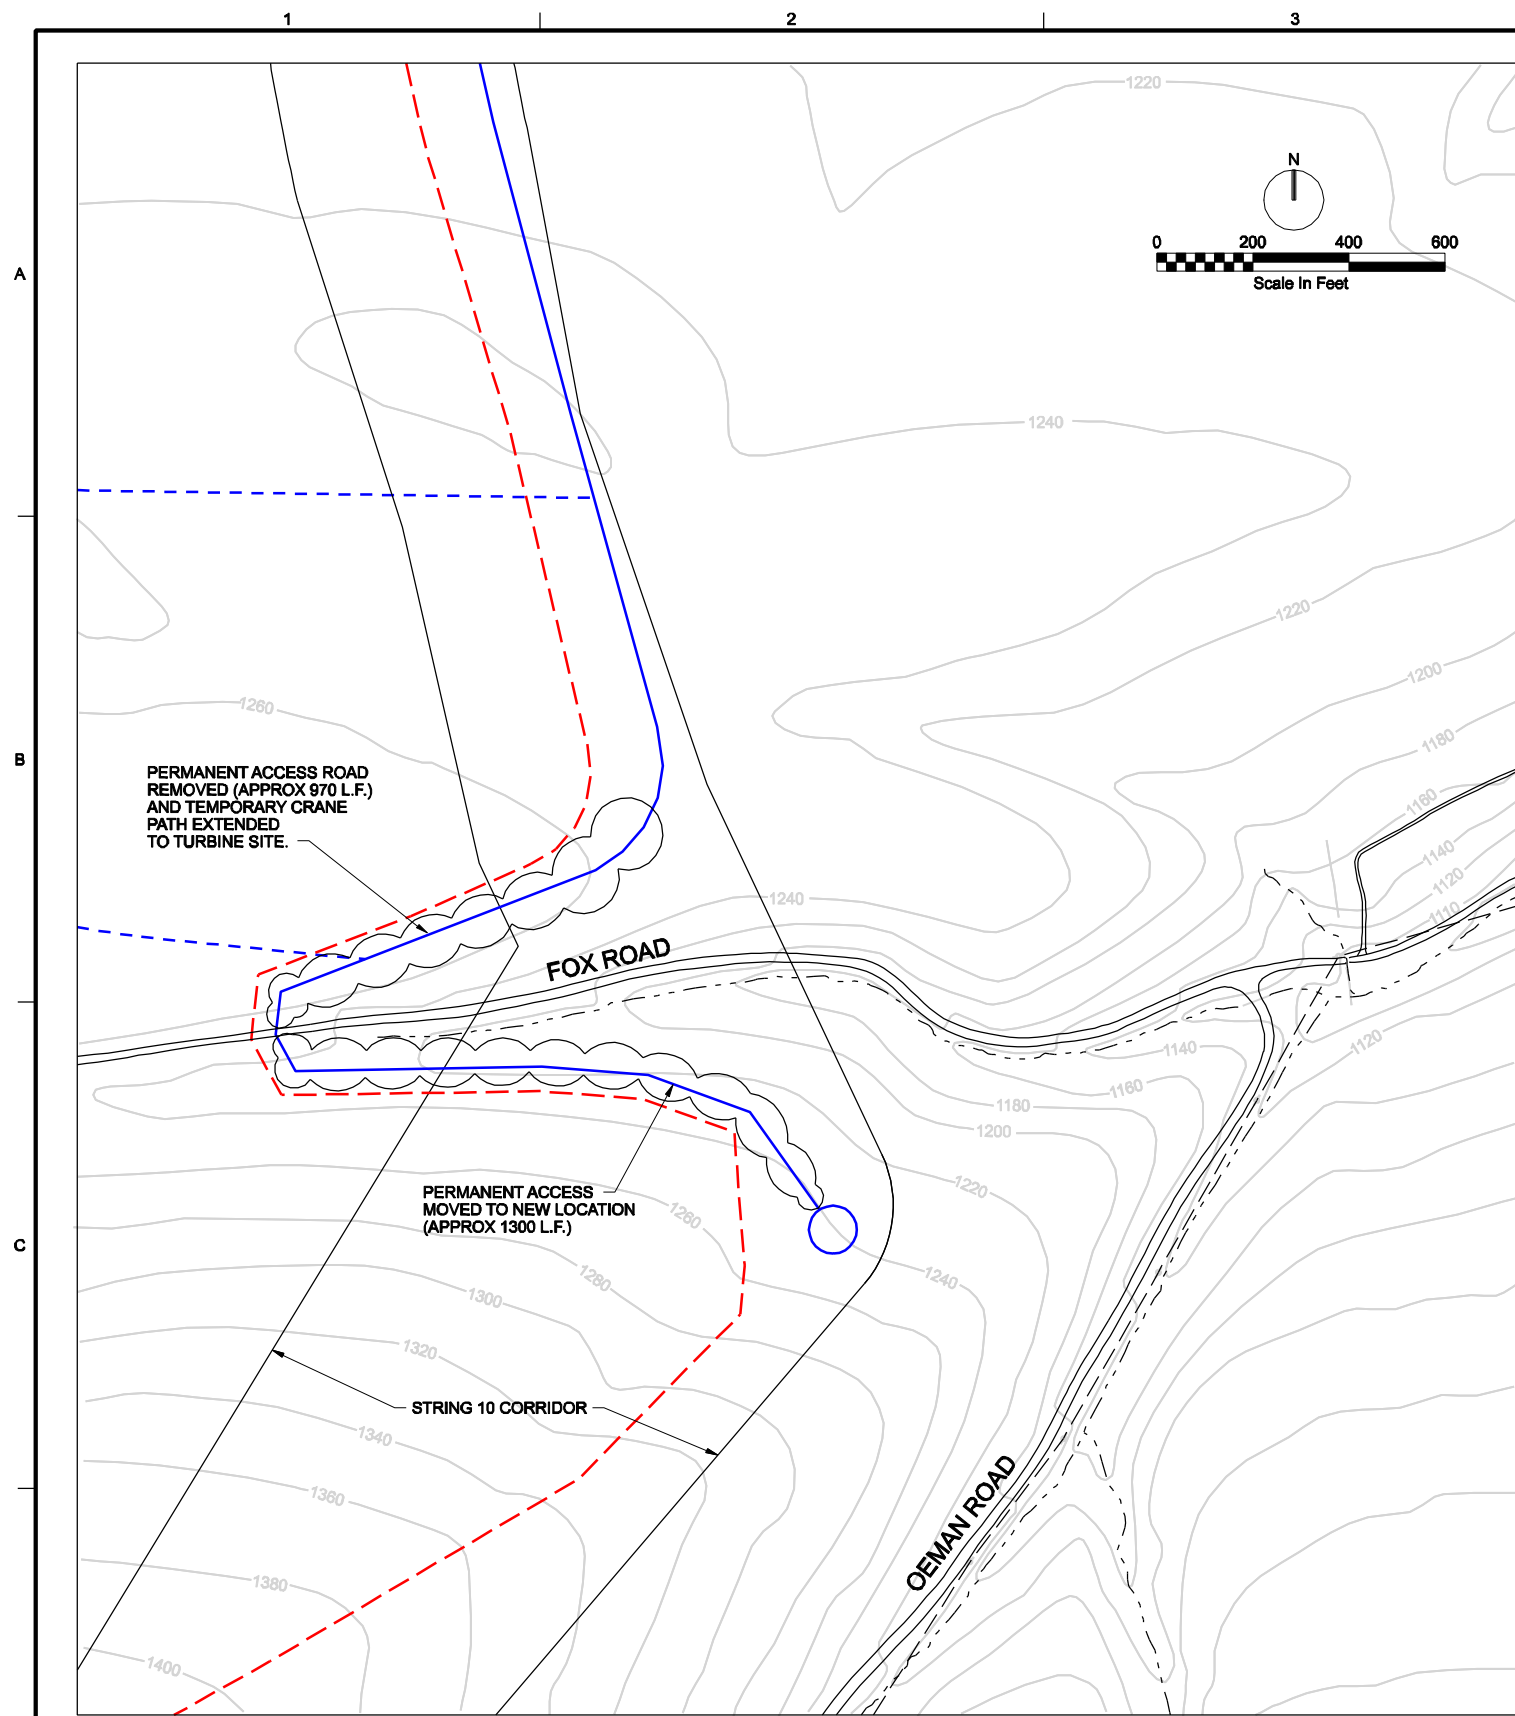 1
2
3
1220
N
0 200 400 600
Scale In Feet
A
1240
1220
1200
1260
1180
B
PERMANENT ACCESS ROAD
REMOVED (APPROX 970 L.F.)
AND TEMPORARY CRANE
PATH EXTENDED
TO TURBINE SITE.
1160
1140
1120
1110
1240
FOX ROAD
1120
1140
1160
1180
1200
1220
PERMANENT ACCESS
MOVED TO NEW LOCATION
(APPROX 1300 L.F.)
1260
C
1280
1240
1300
1320
STRING 10 CORRIDOR
1340
1360
OEMAN ROAD
1380
1400